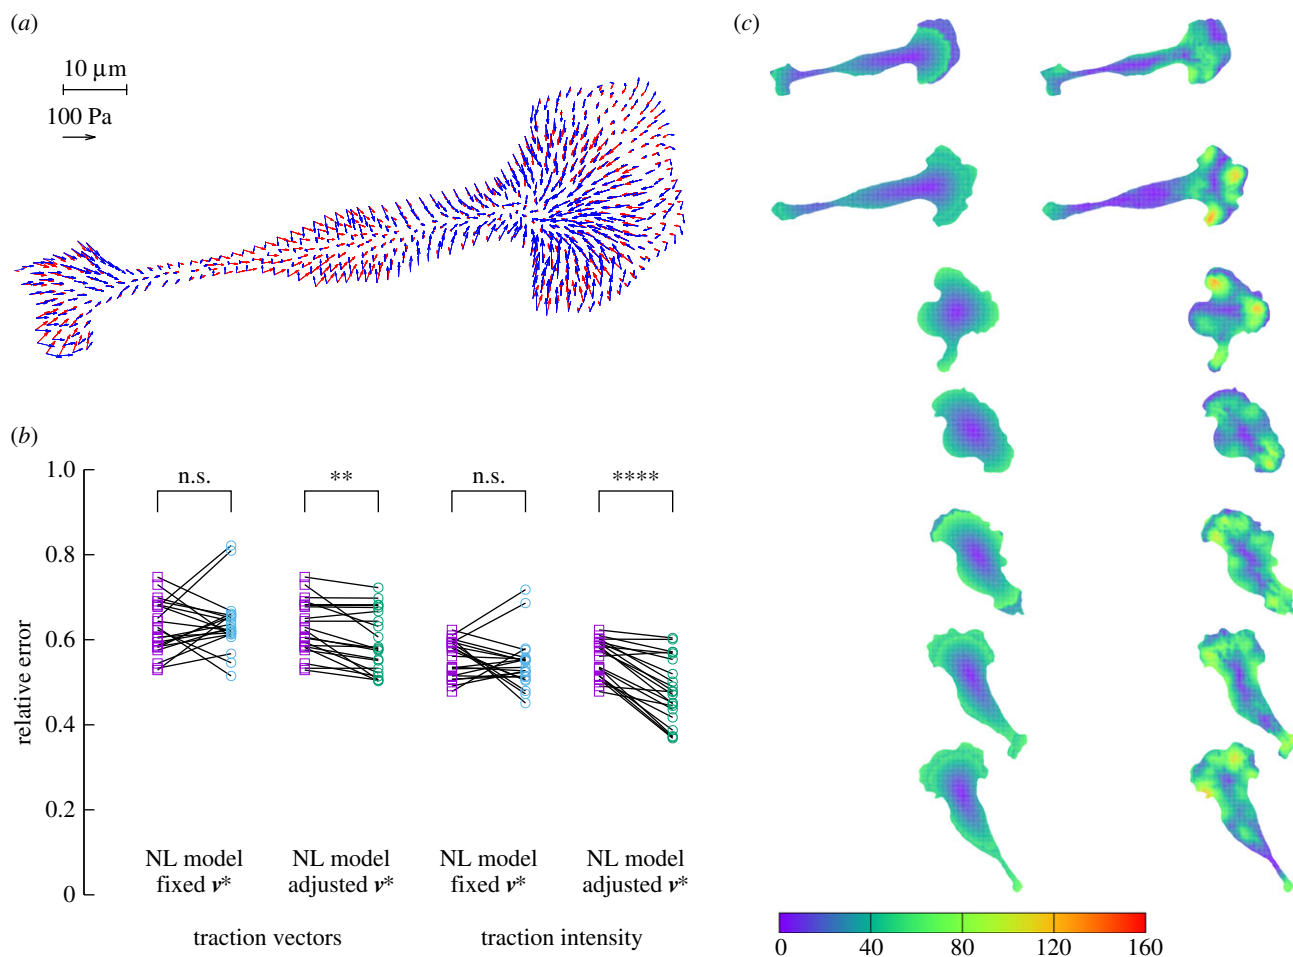 (a)
10 μm
100 Pa
(b)
1.0
0.8
0.6
0.4
0.2
0
relative error
n.s.
**
n.s.
****
NL model
fixed v*
NL model
adjusted v*
NL model
fixed v*
NL model
adjusted v*
traction vectors
traction intensity
(c)
0
40
80
120
160